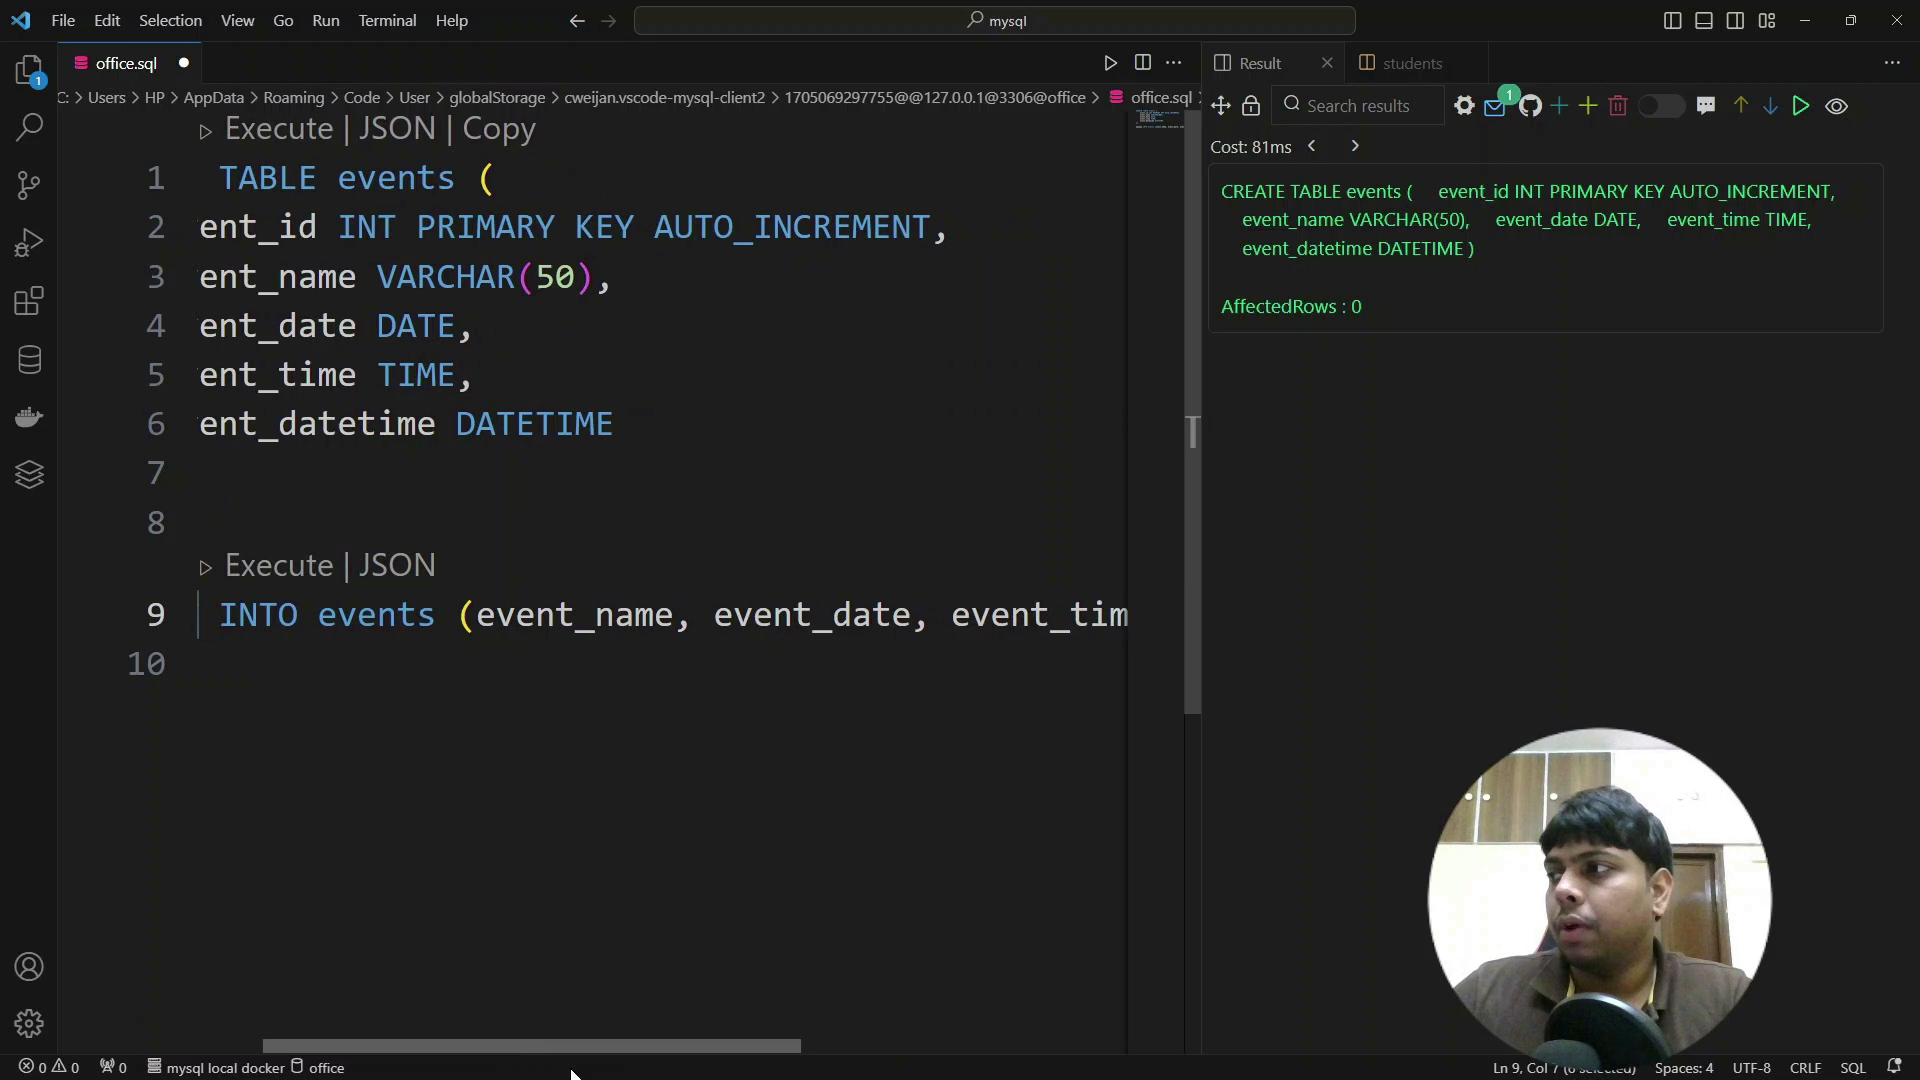 File Edit Selection View Go Run Terminal Help
mysql
1
office.sql
Result
students
C: > Users > HP > AppData > Roaming > Code > User > globalStorage > cweijan.vscode-mysql-client2 > 1705069297755@@127.0.0.1@3306@office > office.sql
Search results
1
Execute | JSON | Copy
Cost: 81ms
1 TABLE events (
2 ent_id INT PRIMARY KEY AUTO_INCREMENT,
3 ent_name VARCHAR(50),
4 ent_date DATE,
5 ent_time TIME,
6 ent_datetime DATETIME
7
8
Execute | JSON
9 INTO events (event_name, event_date, event_tim
10
CREATE TABLE events ( event_id INT PRIMARY KEY AUTO_INCREMENT,
event_name VARCHAR(50), event_date DATE, event_time TIME,
event_datetime DATETIME )
AffectedRows : 0
0 0 0 mysql local docker office
Ln 9, Col 7 (6 selected) Spaces: 4 UTF-8 CRLF SQL